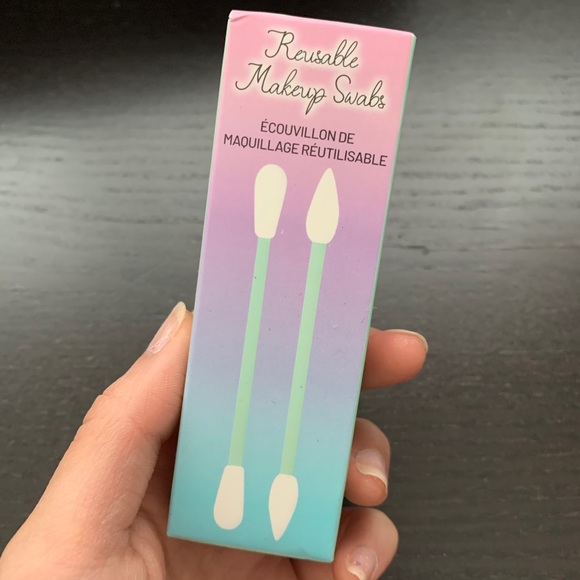 Reusable
Makeup Swabs
ÉCOUVILLON DE
MAQUILLAGE RÉUTILISABLE